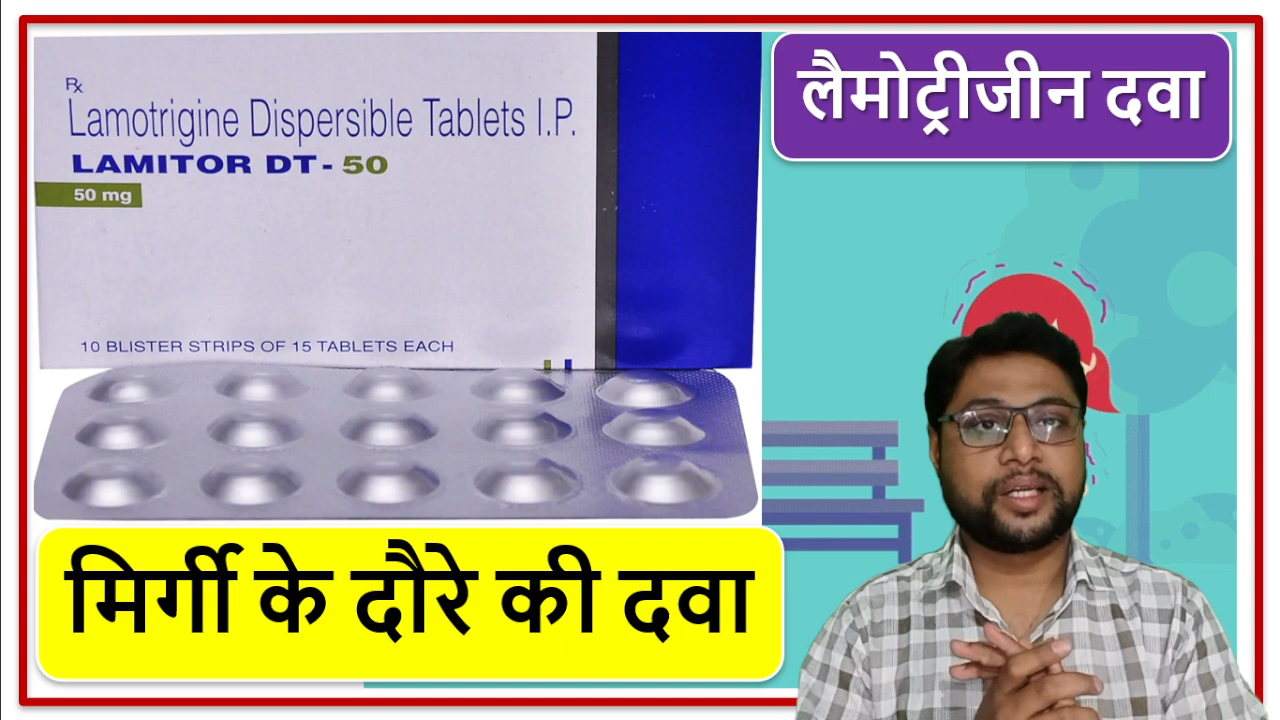 Rx
Lamotrigine Dispersible Tablets I.P.
LAMITOR DT - 50
50 mg
10 BLISTER STRIPS OF 15 TABLETS EACH
लैमोट्रीजीन दवा
मिर्गी के दौरे की दवा